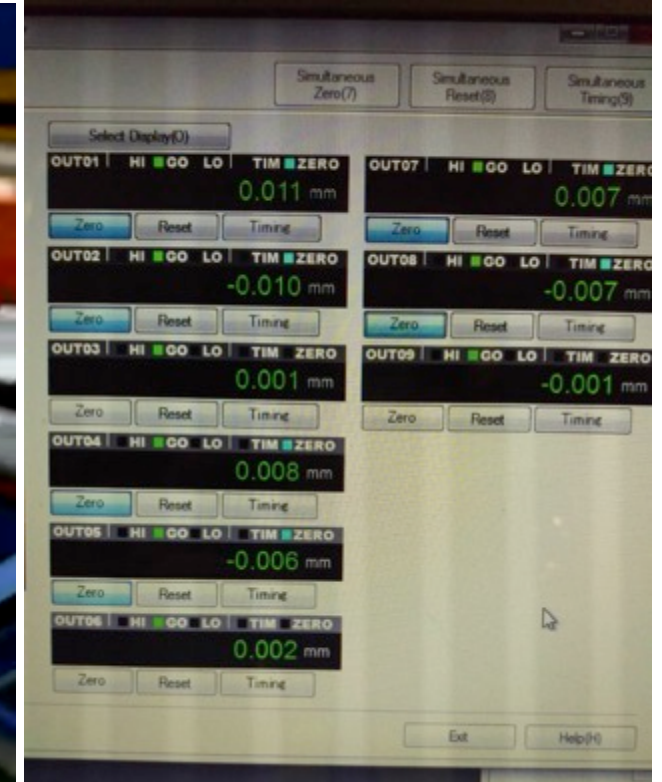 Simultaneous Zero(7)
Simultaneous Reset(8)
Simultaneous Timing(9)
Select Display(O)
OUT01 HI GO LO TIM ZERO
0.011 mm
Zero Reset Timing
OUT02 HI GO LO TIM ZERO
-0.010 mm
Zero Reset Timing
OUT03 HI GO LO TIM ZERO
0.001 mm
Zero Reset Timing
OUT04 HI GO LO TIM ZERO
0.008 mm
Zero Reset Timing
OUT05 HI GO LO TIM ZERO
-0.006 mm
Zero Reset Timing
OUT06 HI GO LO TIM ZERO
0.002 mm
Zero Reset Timing
OUT07 HI GO LO TIM ZERO
0.007 mm
Zero Reset Timing
OUT08 HI GO LO TIM ZERO
-0.007 mm
Zero Reset Timing
OUT09 HI GO LO TIM ZERO
-0.001 mm
Zero Reset Timing
Exit Help(H)